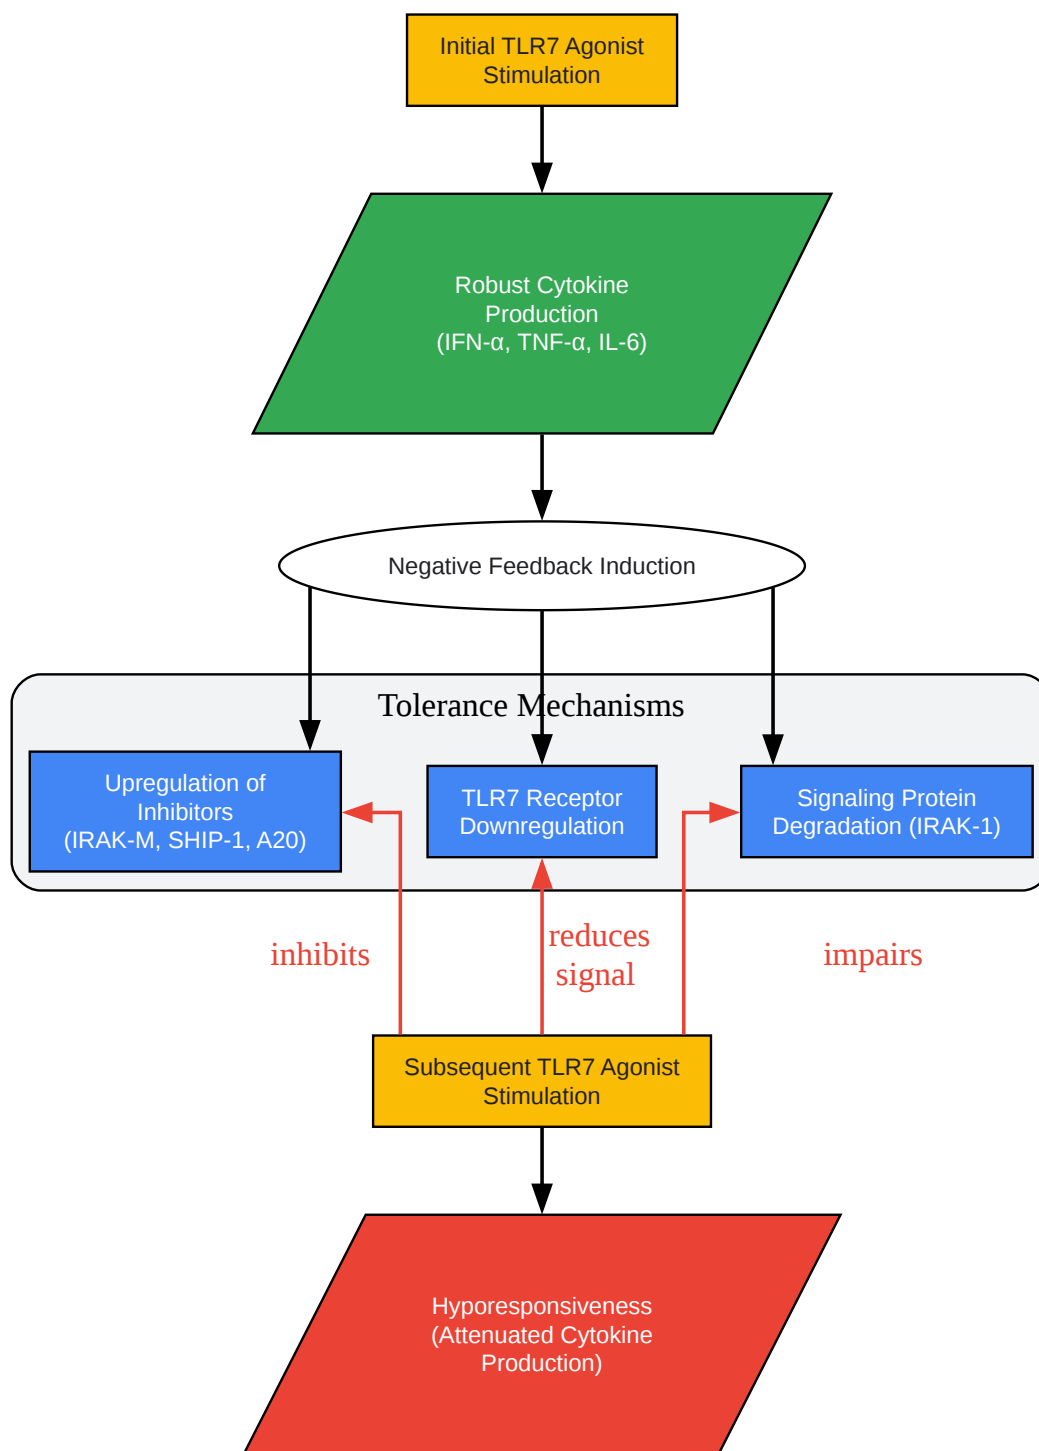 Initial TLR7 Agonist
Stimulation
Robust Cytokine
Production
(IFN-α, TNF-α, IL-6)
Negative Feedback Induction
Tolerance Mechanisms
Upregulation of
Inhibitors
(IRAK-M, SHIP-1, A20)
TLR7 Receptor
Downregulation
Signaling Protein
Degradation (IRAK-1)
inhibits
reduces
signal
impairs
Subsequent TLR7 Agonist
Stimulation
Hyporesponsiveness
(Attenuated Cytokine
Production)